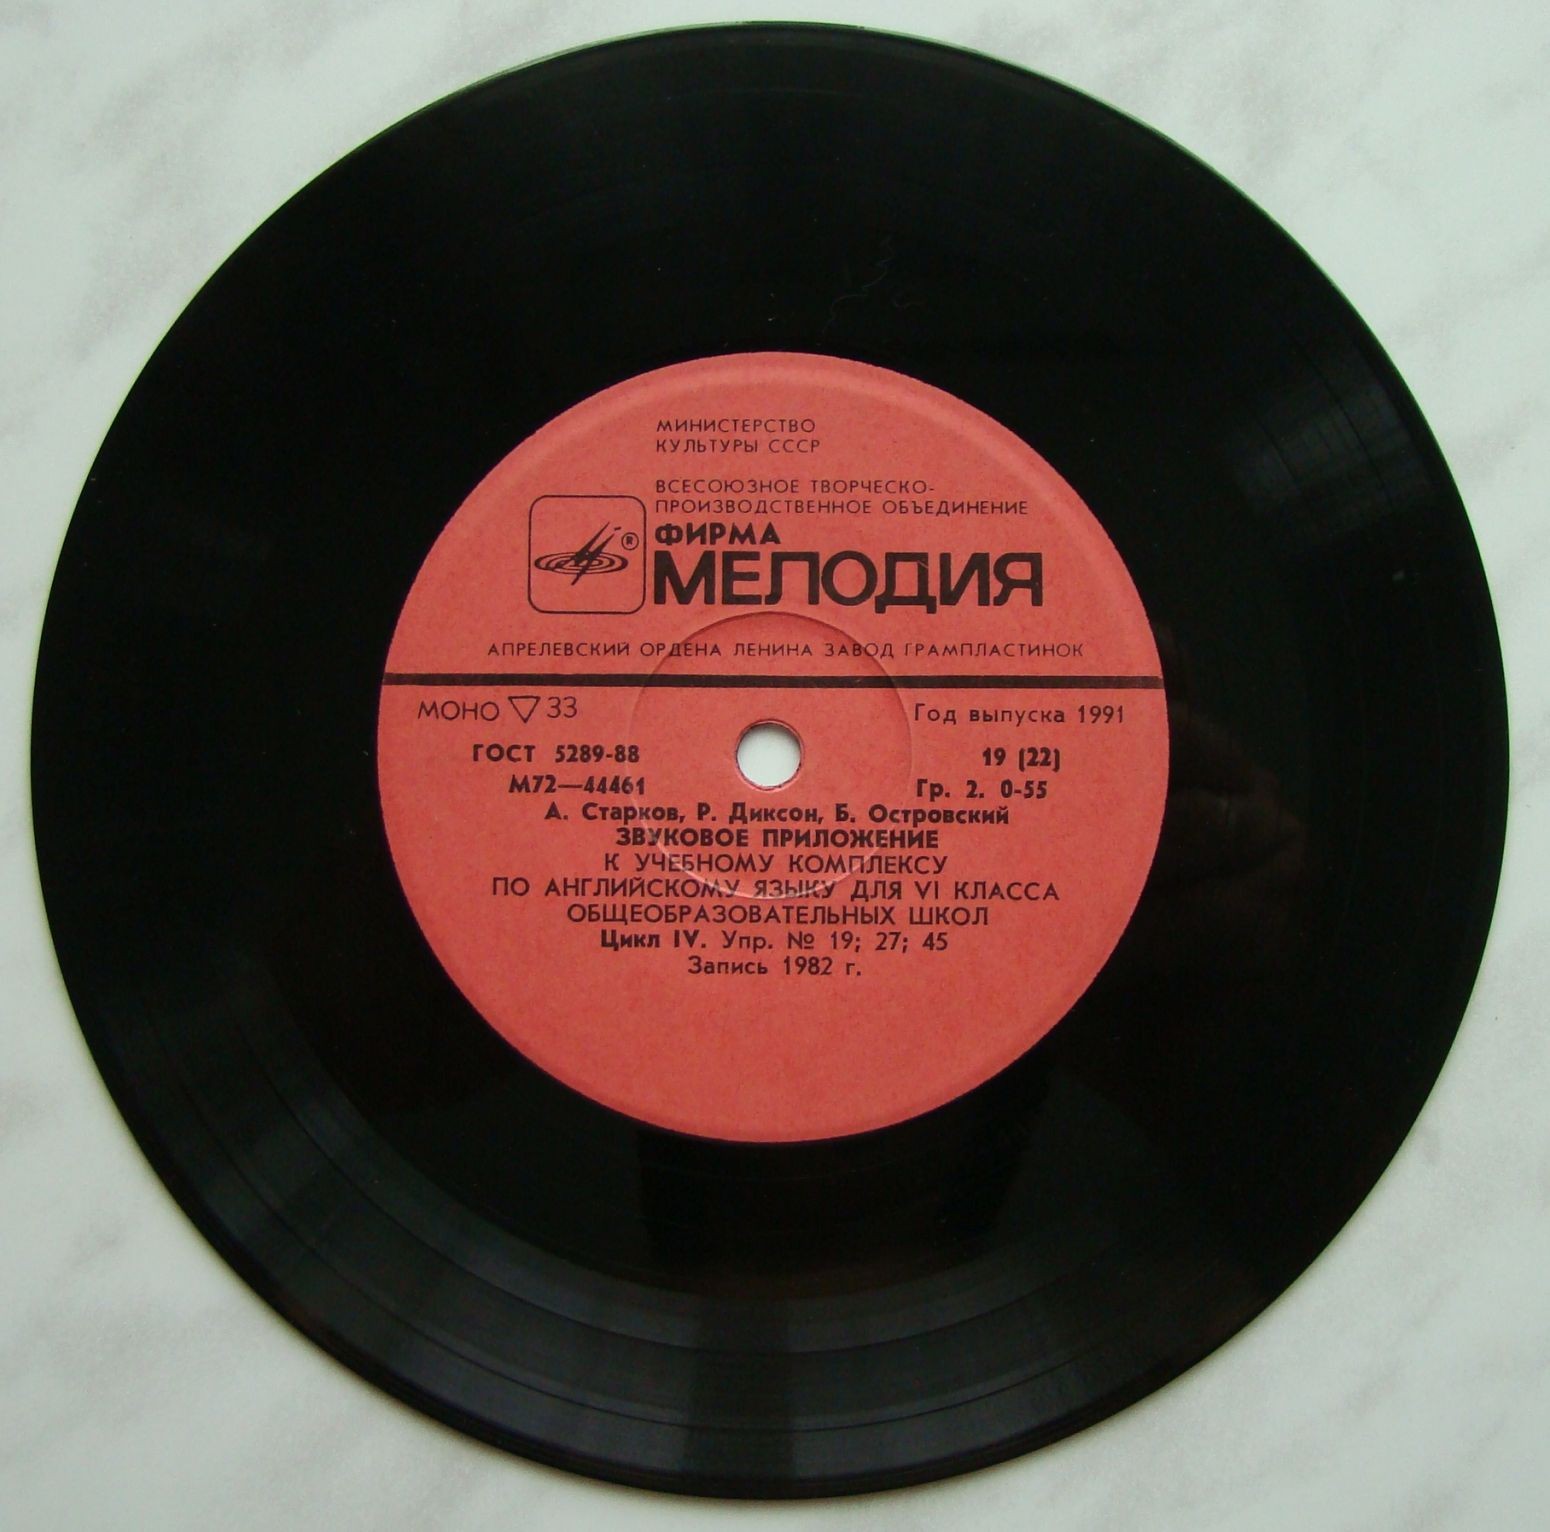 МИНИСТЕРСТВО
КУЛЬТУРЫ СССР
ВСЕСОЮЗНОЕ ТВОРЧЕСКО-
ПРОИЗВОДСТВЕННОЕ ОБЪЕДИНЕНИЕ
ФИРМА
®
МЕЛОДИЯ
АПРЕЛЕВСКИЙ ОРДЕНА ЛЕНИНА ЗАВОД ГРАМПЛАСТИНОК
МОНО ▽ 33 Год выпуска 1991
ГОСТ 5289-88 19 (22)
М72—44461 Гр. 2. 0-55
А. Старков, Р. Диксон, Б. Островский
ЗВУКОВОЕ ПРИЛОЖЕНИЕ
К УЧЕБНОМУ КОМПЛЕКСУ
ПО АНГЛИЙСКОМУ ЯЗЫКУ ДЛЯ VI КЛАССА
ОБЩЕОБРАЗОВАТЕЛЬНЫХ ШКОЛ
Цикл IV. Упр. № 19; 27; 45
Запись 1982 г.